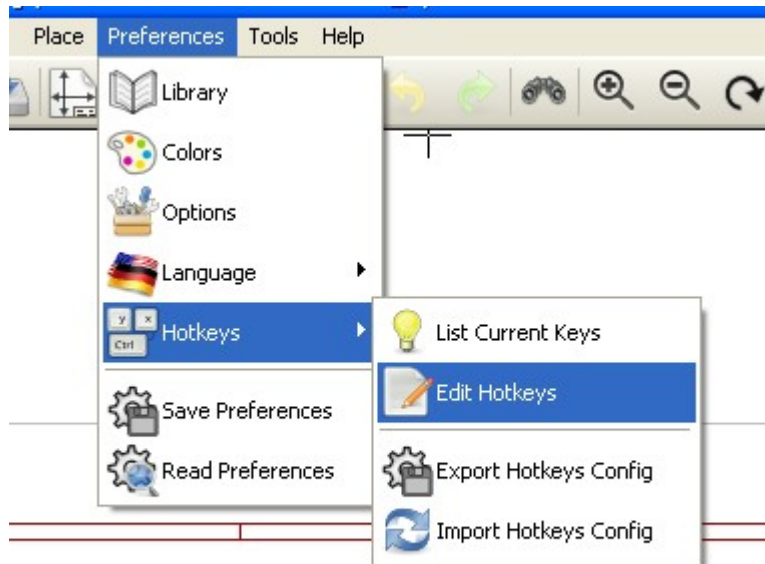 Place Preferences Tools Help
Library
Colors
Options
Language
y x
Ctrl
Hotkeys
Save Preferences
Read Preferences
List Current Keys
Edit Hotkeys
Export Hotkeys Config
Import Hotkeys Config